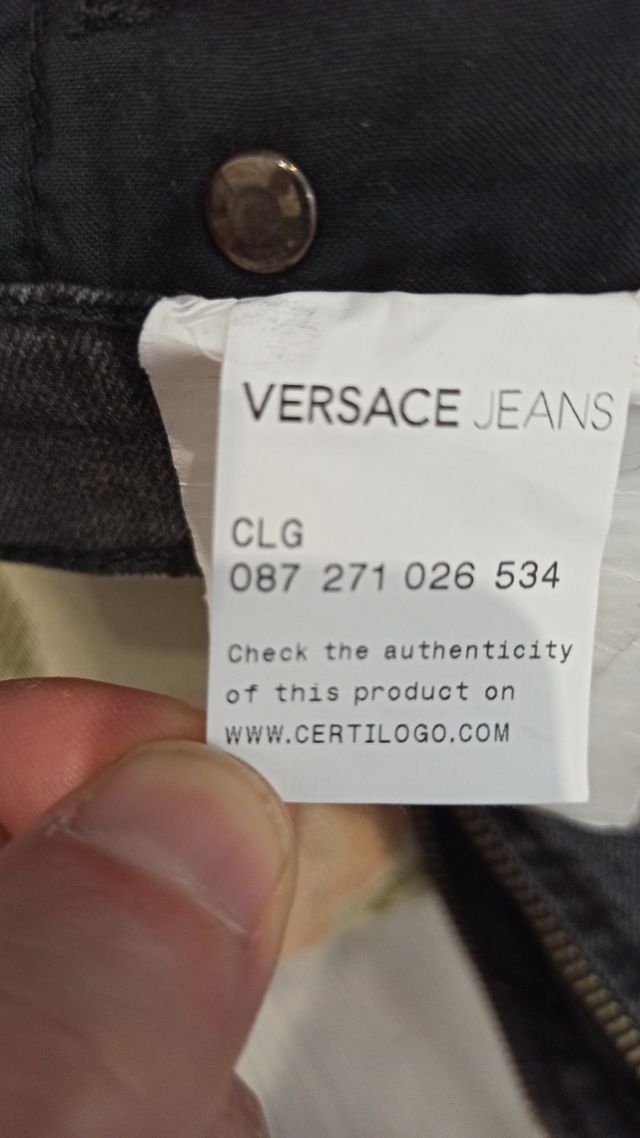 VERSACE JEANS
CLG
087 271 026 534
Check the authenticity
of this product on
WWW.CERTILOGO.COM